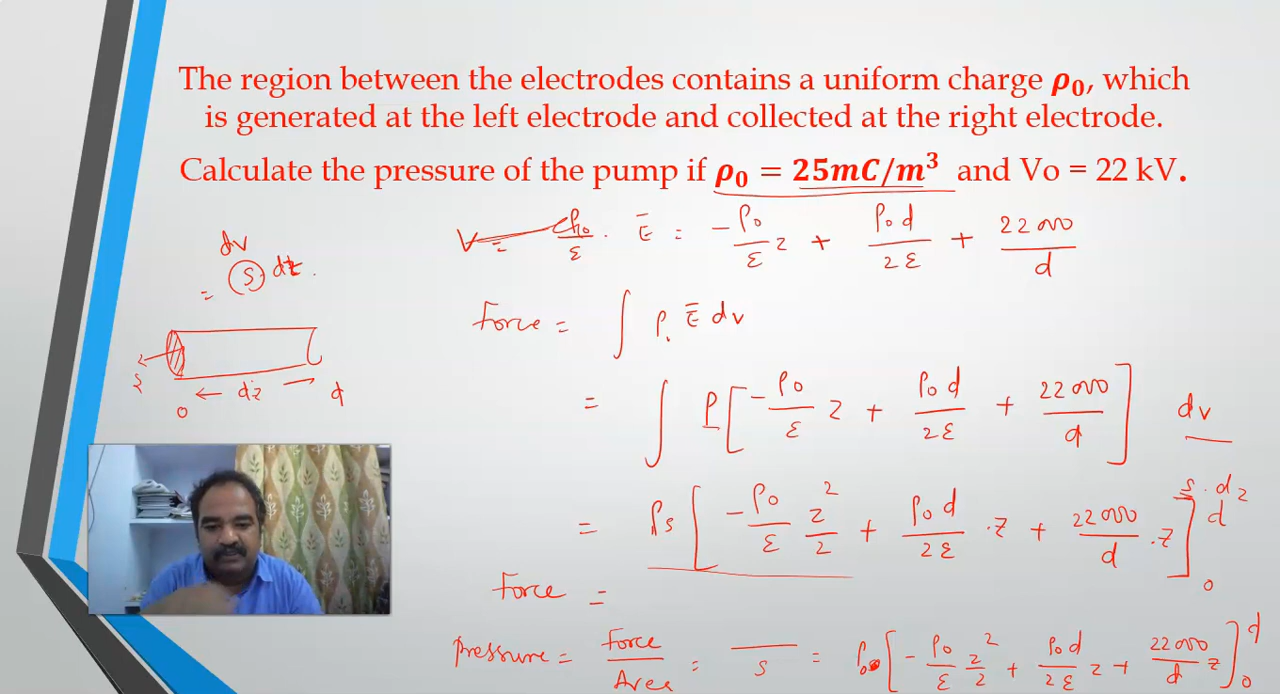 The region between the electrodes contains a uniform charge ρ₀, which
is generated at the left electrode and collected at the right electrode.
Calculate the pressure of the pump if ρ₀ = 25mC/m³ and Vo = 22 kV.
Ē = -ρ₀/ε z + ρ₀d/2ε + 22000/d
dv
= S. dz.
S 0 ← dz → d
Force = ∫ ρ. Ē dv
= ∫ ρ[-ρ₀/ε z + ρ₀d/2ε + 22000/d] dv
s. dz
= ρs [-ρ₀/ε z²/2 + ρ₀d/2ε .z + 22000/d .z]₀ᵈ
Force =
Pressure = Force/Area = —/s = ρ₀[-ρ₀/ε z²/2 + ρ₀d/2ε z + 22000/d z]₀ᵈ